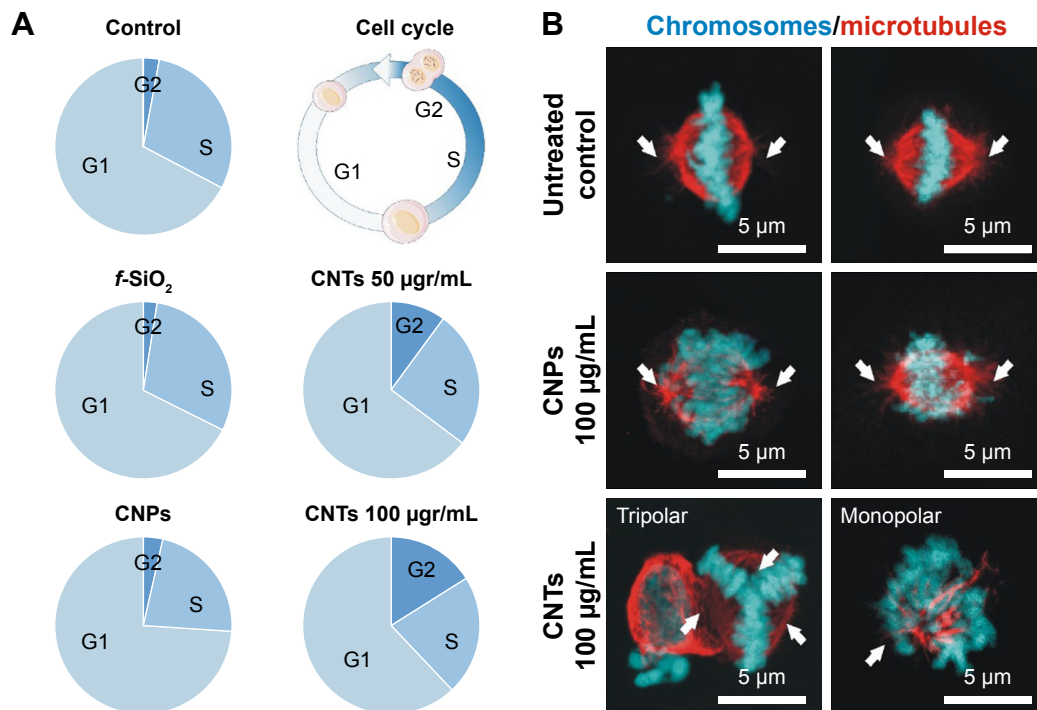 A
Control
G2
S
G1
Cell cycle
G2
S
G1
f-SiO₂
G2
S
G1
CNTs 50 µgr/mL
G2
S
G1
CNPs
G2
S
G1
CNTs 100 µgr/mL
G2
S
G1
B
Chromosomes/microtubules
Untreated
control
5 µm
5 µm
CNPs
100 µg/mL
5 µm
5 µm
CNTs
100 µg/mL
Tripolar
5 µm
Monopolar
5 µm